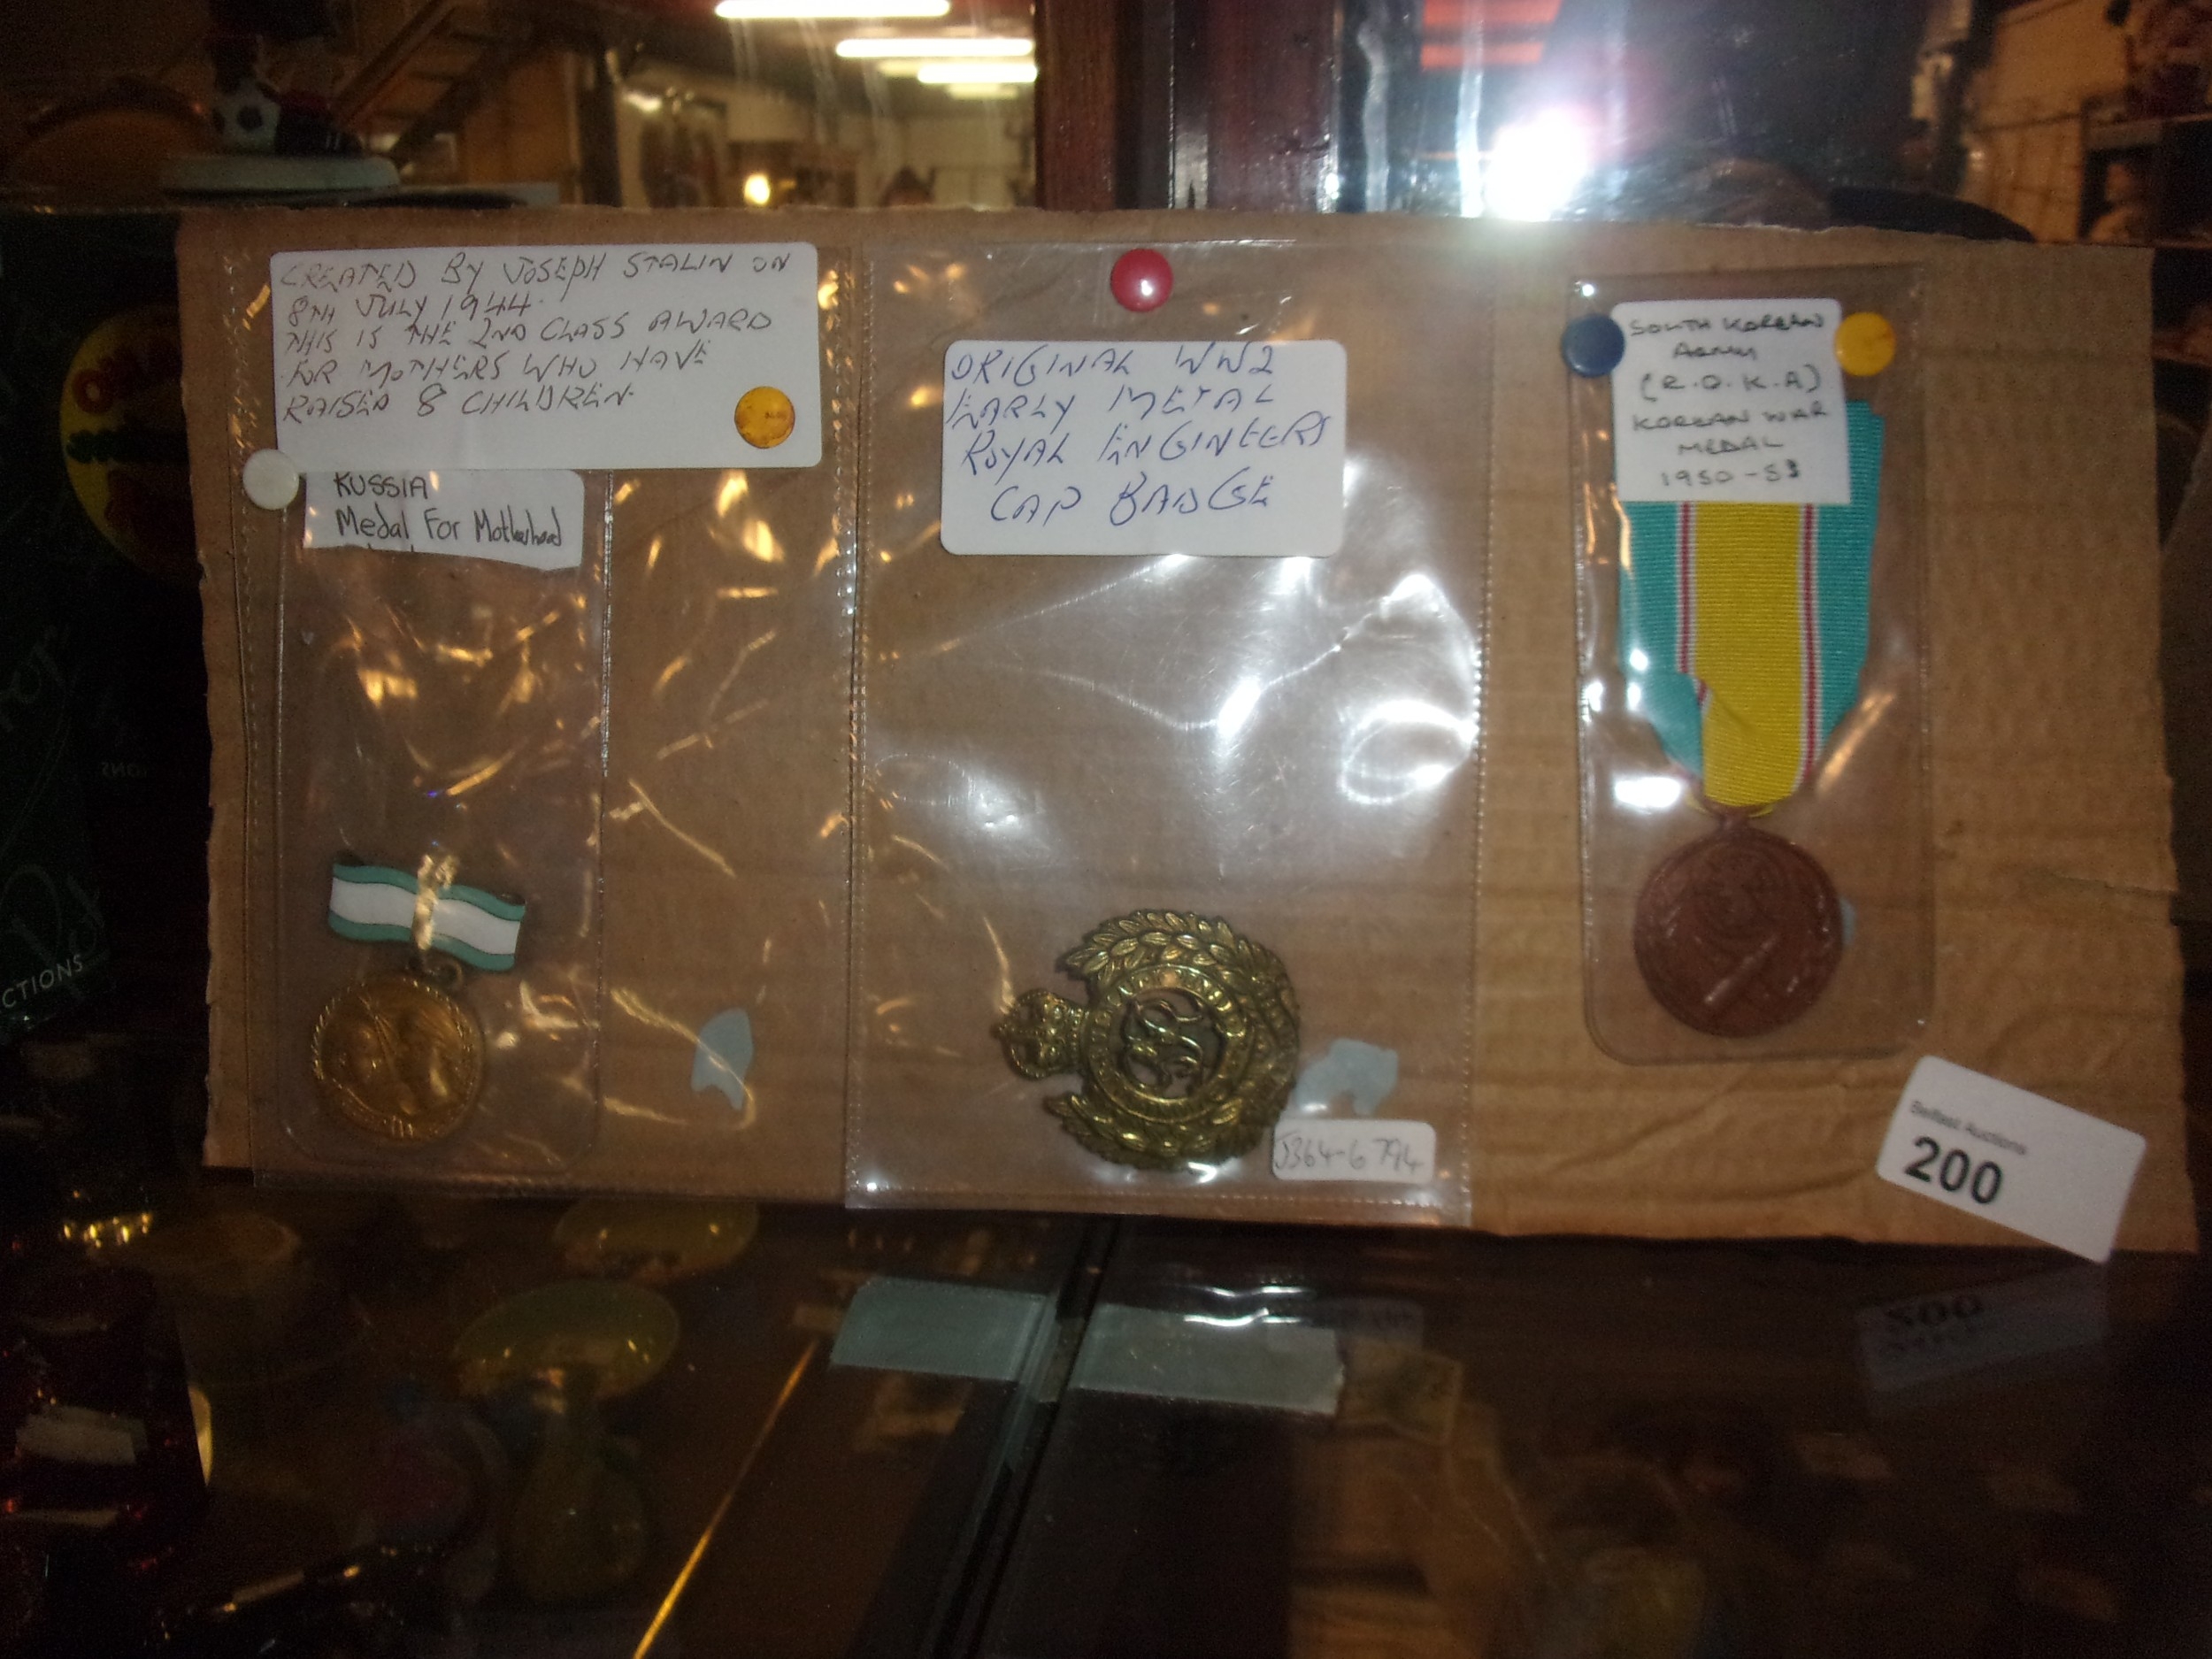 CREATED BY JOSEPH STALIN ON
8TH JULY 1944.
THIS IS THE 2ND CLASS AWARD
FOR MOTHERS WHO HAVE
RAISED 8 CHILDREN.
RUSSIA
Medal For Motherhood
ORIGINAL WW2
EARLY METAL
ROYAL ENGINEERS
CAP BADGE
J364-6794
SOUTH KOREAN
ARMY
(R.O.K.A)
KOREAN WAR
MEDAL
1950-53
Belfast Auctions
200
CTIONS